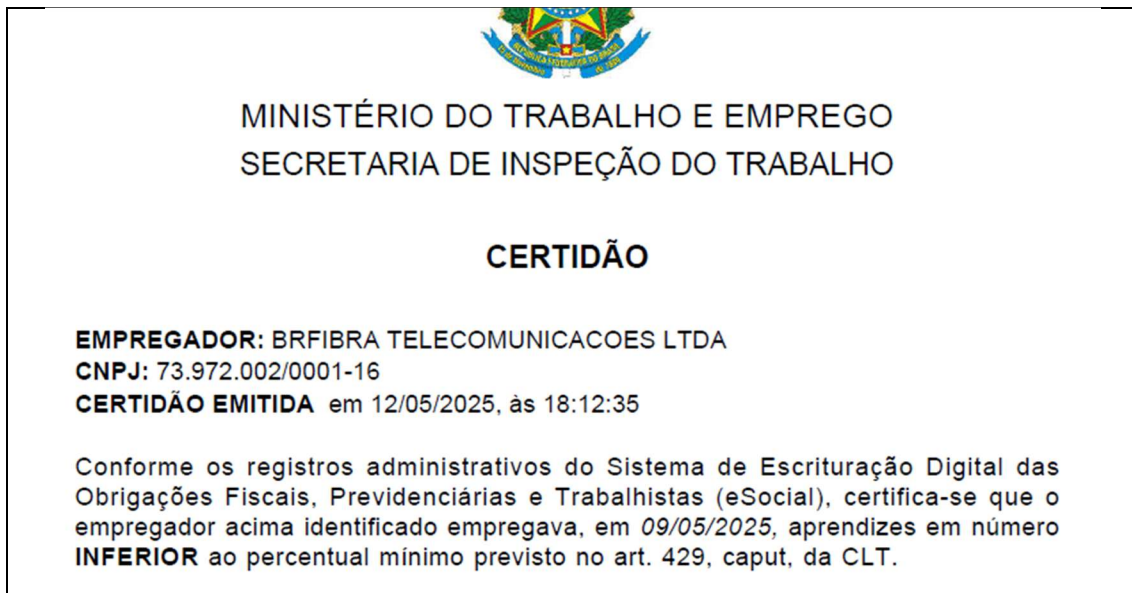 MINISTÉRIO DO TRABALHO E EMPREGO
SECRETARIA DE INSPEÇÃO DO TRABALHO
CERTIDÃO
EMPREGADOR: BRFIBRA TELECOMUNICACOES LTDA
CNPJ: 73.972.002/0001-16
CERTIDÃO EMITIDA em 12/05/2025, às 18:12:35
Conforme os registros administrativos do Sistema de Escrituração Digital das
Obrigações Fiscais, Previdenciárias e Trabalhistas (eSocial), certifica-se que o
empregador acima identificado empregava, em 09/05/2025, aprendizes em número
INFERIOR ao percentual mínimo previsto no art. 429, caput, da CLT.